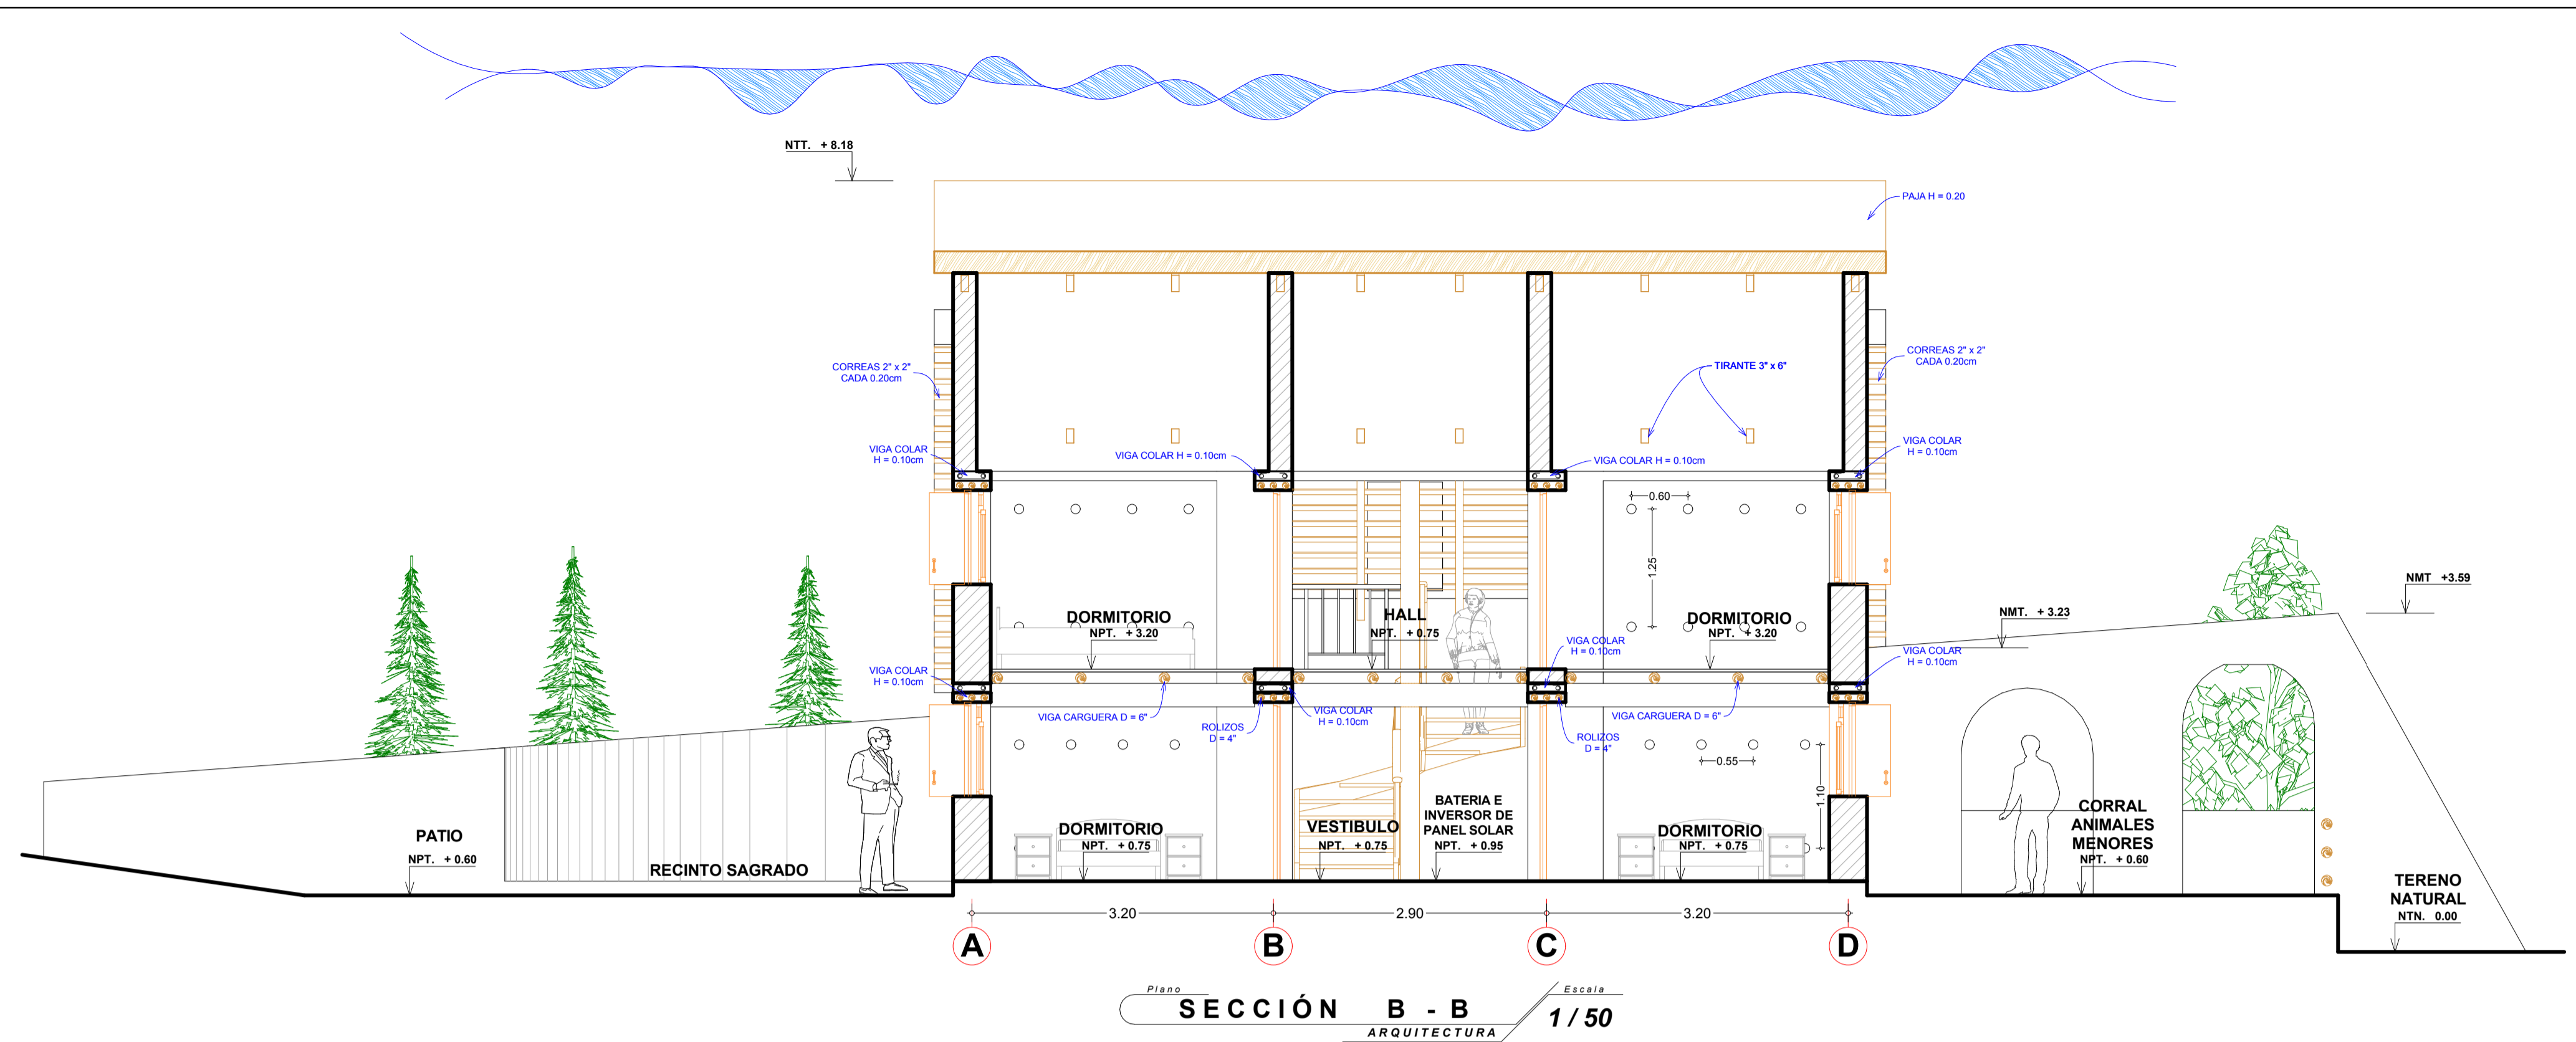 NTT. + 8.18
PAJA H = 0.20
CORREAS 2" x 2"
CADA 0.20cm
TIRANTE 3" x 6"
CORREAS 2" x 2"
CADA 0.20cm
VIGA COLAR
H = 0.10cm
VIGA COLAR H = 0.10cm
VIGA COLAR H = 0.10cm
VIGA COLAR
H = 0.10cm
0.60
1.25
DORMITORIO
NPT. + 3.20
HALL
NPT. + 0.75
DORMITORIO
NPT. + 3.20
NMT. + 3.23
NMT +3.59
VIGA COLAR
H = 0.10cm
VIGA COLAR
H = 0.10cm
VIGA COLAR
H = 0.10cm
VIGA CARGUERA D = 6"
ROLIZOS
D = 4"
VIGA COLAR
H = 0.10cm
ROLIZOS
D = 4"
VIGA CARGUERA D = 6"
0.55
1.10
PATIO
NPT. + 0.60
RECINTO SAGRADO
DORMITORIO
NPT. + 0.75
VESTIBULO
NPT. + 0.75
BATERIA E
INVERSOR DE
PANEL SOLAR
NPT. + 0.95
DORMITORIO
NPT. + 0.75
CORRAL
ANIMALES
MENORES
NPT. + 0.60
TERENO
NATURAL
NTN. 0.00
3.20
2.90
3.20
A
B
C
D
Plano
SECCIÓN B - B
ARQUITECTURA
Escala
1 / 50